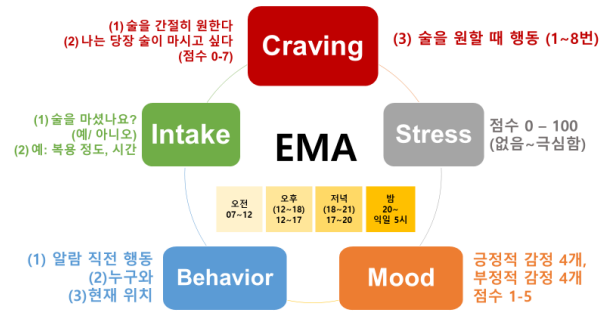 (1) 술을 간절히 원한다
(2) 나는 당장 술이 마시고 싶다
(점수 0-7)
Craving
(3) 술을 원할 때 행동 (1~8번)
(1) 술을 마셨나요?
(예/ 아니오)
(2) 예: 복용 정도, 시간
Intake
EMA
Stress
점수 0 – 100
(없음~극심함)
오전
07~12
오후
(12~18)
12~17
저녁
(18~21)
17~20
밤
20~
익일 5시
(1) 알람 직전 행동
(2)누구와
(3)현재 위치
Behavior
Mood
긍정적 감정 4개,
부정적 감정 4개
점수 1-5